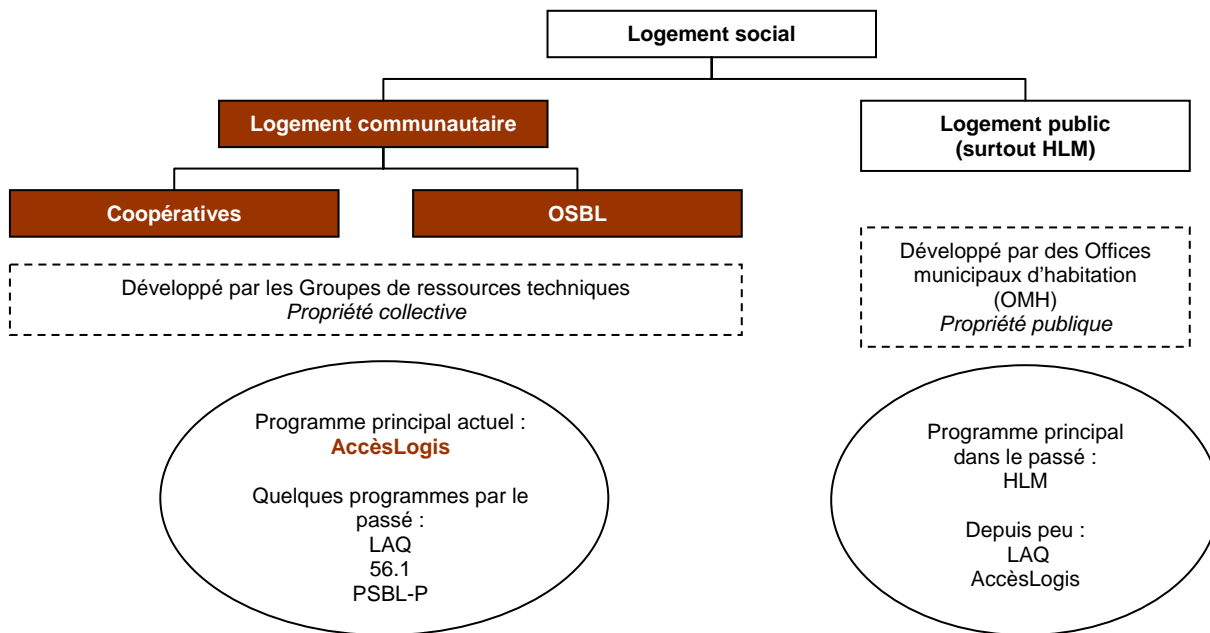 Logement social
Logement communautaire
Logement public
(surtout HLM)
Coopératives
OSBL
Développé par les Groupes de ressources techniques
Propriété collective
Développé par des Offices
municipaux d'habitation
(OMH)
Propriété publique
Programme principal actuel :
AccèsLogis
Quelques programmes par le
passé :
LAQ
56.1
PSBL-P
Programme principal
dans le passé :
HLM
Depuis peu :
LAQ
AccèsLogis